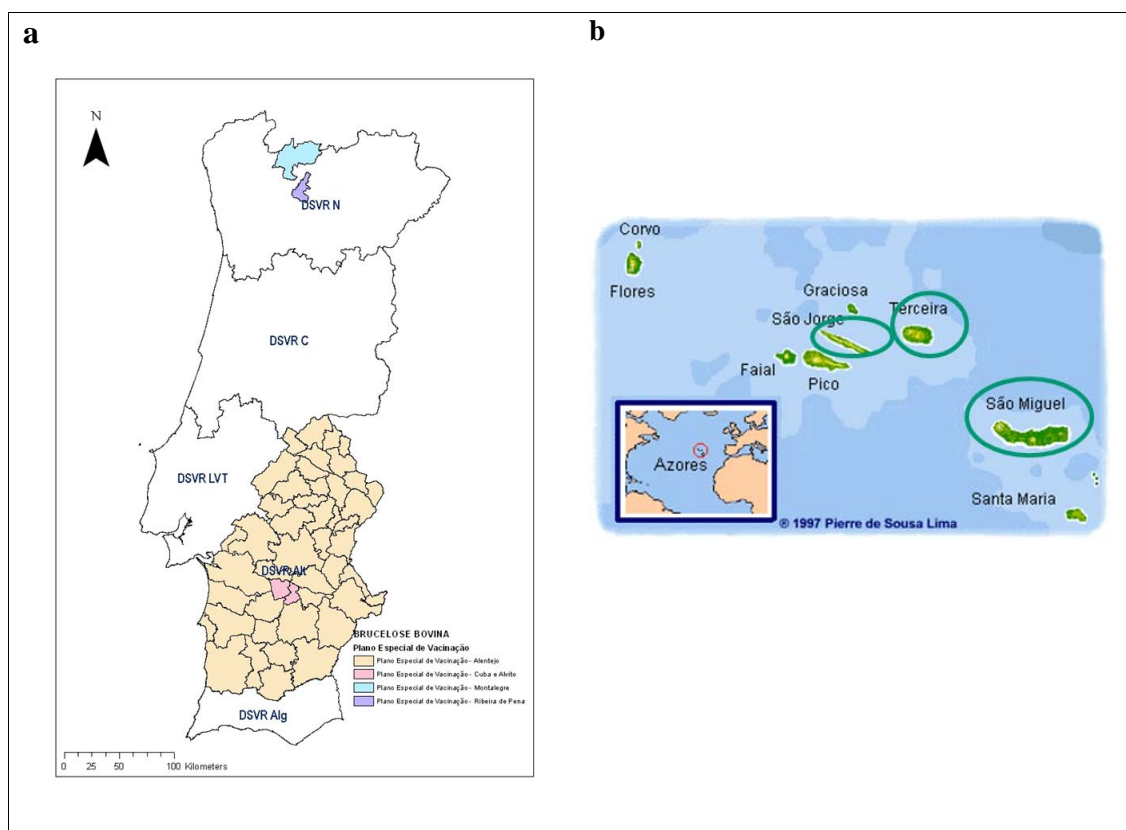 a
N
DSVR N
DSVR C
DSVR LVT
DSVR Alt
BRUCELOSE BOVINA
Plano Especial de Vacinação
Plano Especial de Vacinação - Alentejo
Plano Especial de Vacinação - Cuba e Alvito
Plano Especial de Vacinação - Montalegre
Plano Especial de Vacinação - Ribeira de Pena
DSVR Alg
0 25 50 100 Kilometers
b
Corvo
Flores
Graciosa
São Jorge
Terceira
Faial
Pico
São Miguel
Azores
Santa Maria
® 1997 Pierre de Sousa Lima